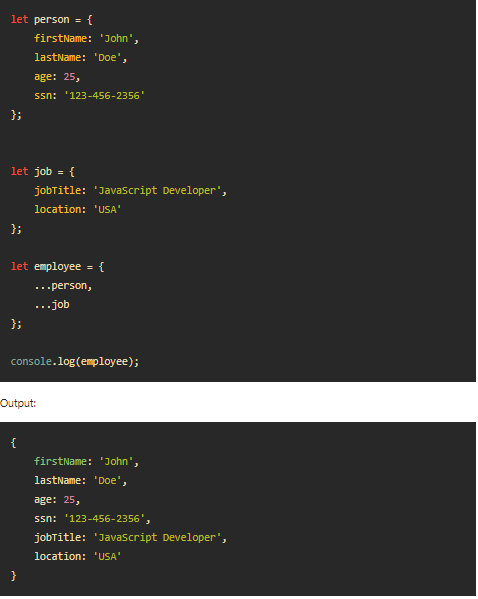 let person = {
    firstName: 'John',
    lastName: 'Doe',
    age: 25,
    ssn: '123-456-2356'
};
let job = {
    jobTitle: 'JavaScript Developer',
    location: 'USA'
};
let employee = {
    ...person,
    ...job
};
console.log(employee);
Output:
{
    firstName: 'John',
    lastName: 'Doe',
    age: 25,
    ssn: '123-456-2356',
    jobTitle: 'JavaScript Developer',
    location: 'USA'
}